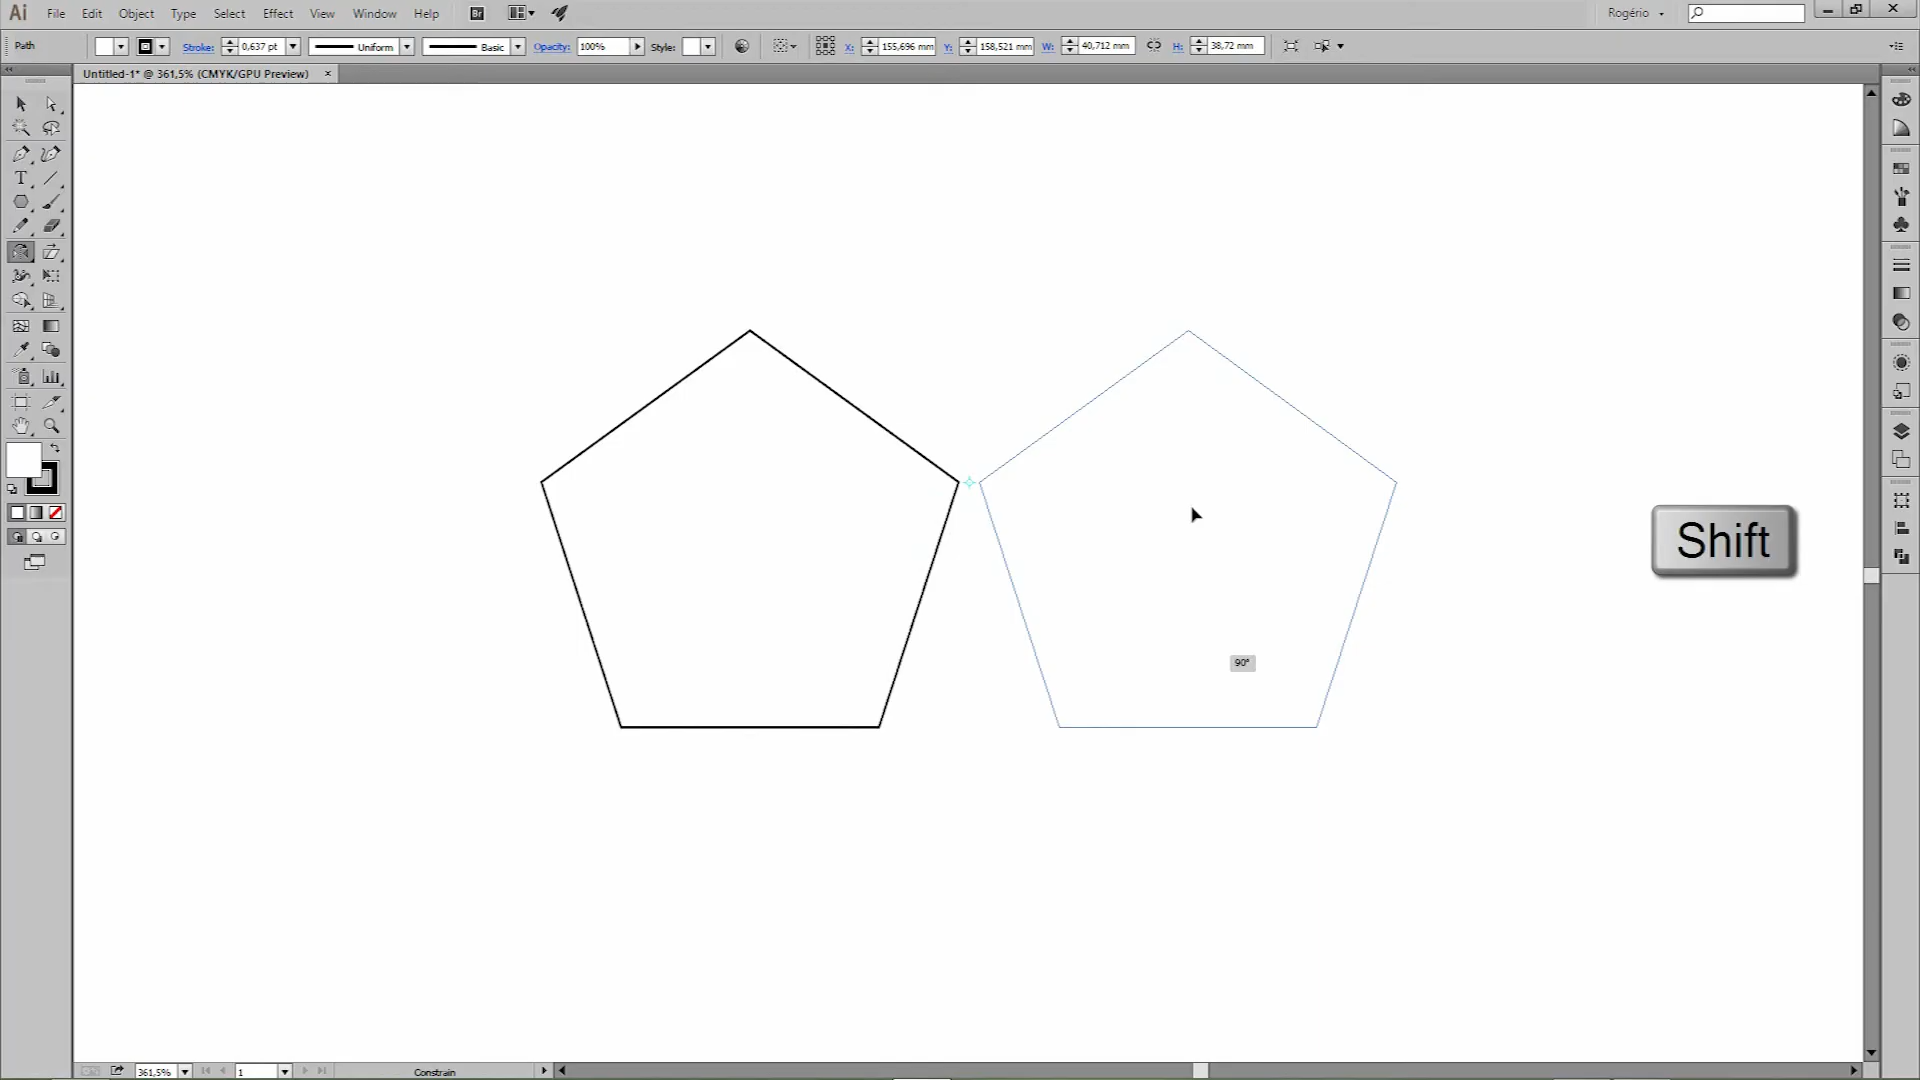 Ai File Edit Object Type Select Effect View Window Help Br Rogério
Path Stroke: 0,637 pt Uniform Basic Opacity: 100% Style: X: 155,696 mm Y: 158,521 mm W: 40,712 mm H: 38,72 mm
Untitled-1* @ 361,5% (CMYK/GPU Preview) ×
T
Shift
90°
361,5% 1 Constrain